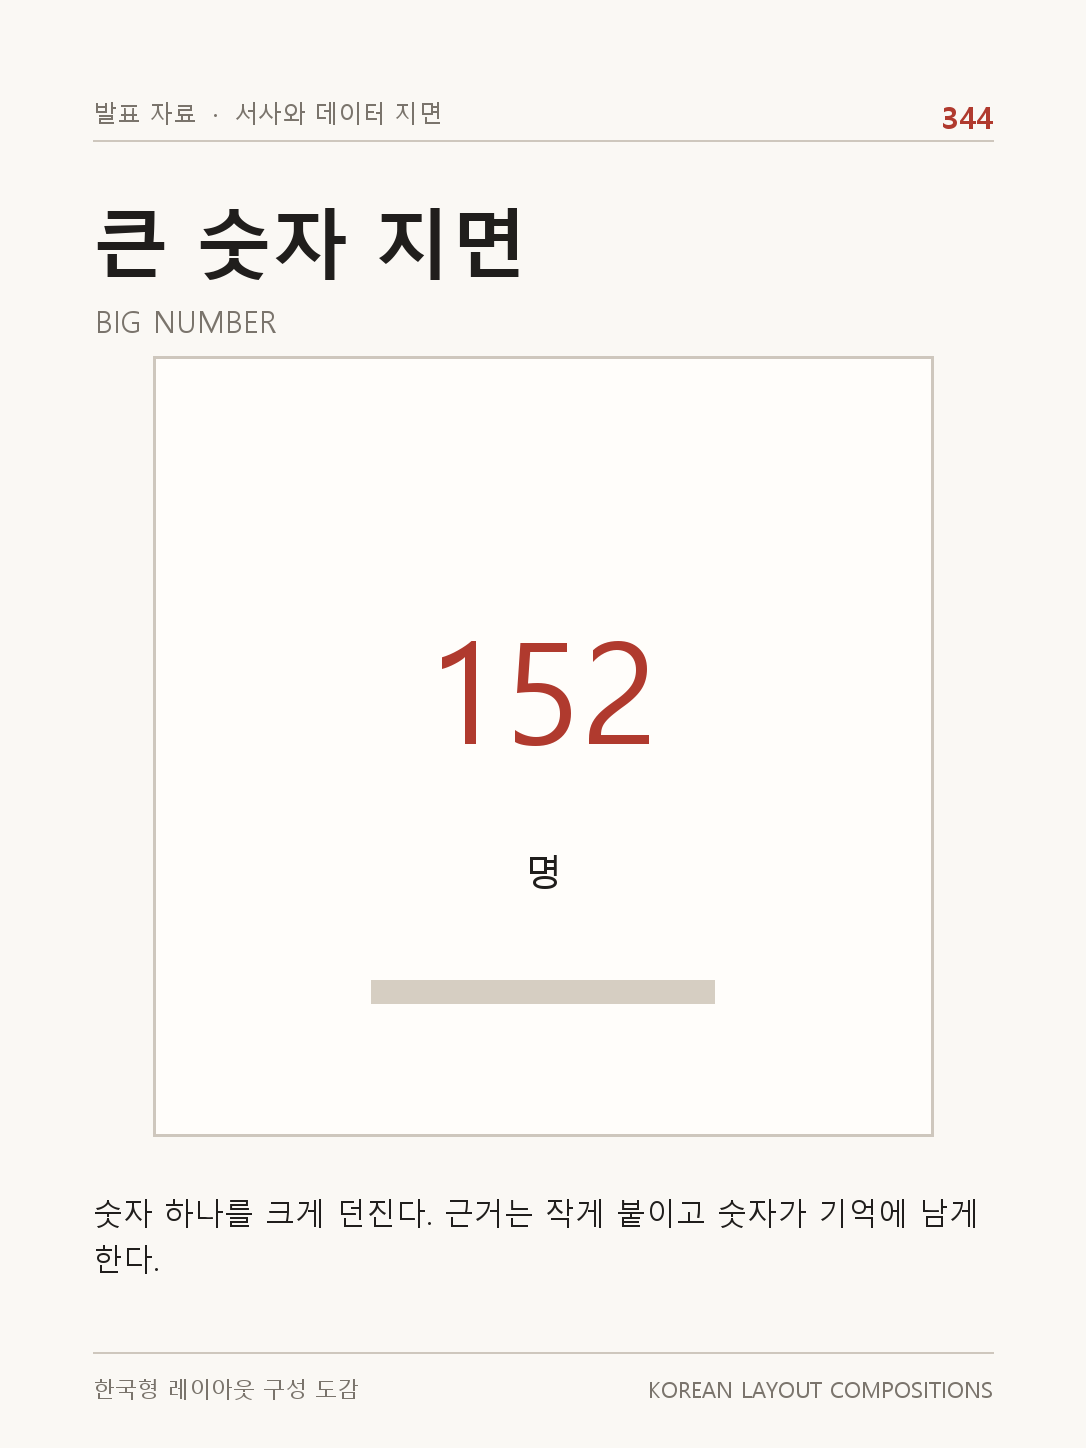 발표 자료 · 서사와 데이터 지면
344
큰 숫자 지면
BIG NUMBER
152
명
숫자 하나를 크게 던진다. 근거는 작게 붙이고 숫자가 기억에 남게
한다.
한국형 레이아웃 구성 도감
KOREAN LAYOUT COMPOSITIONS